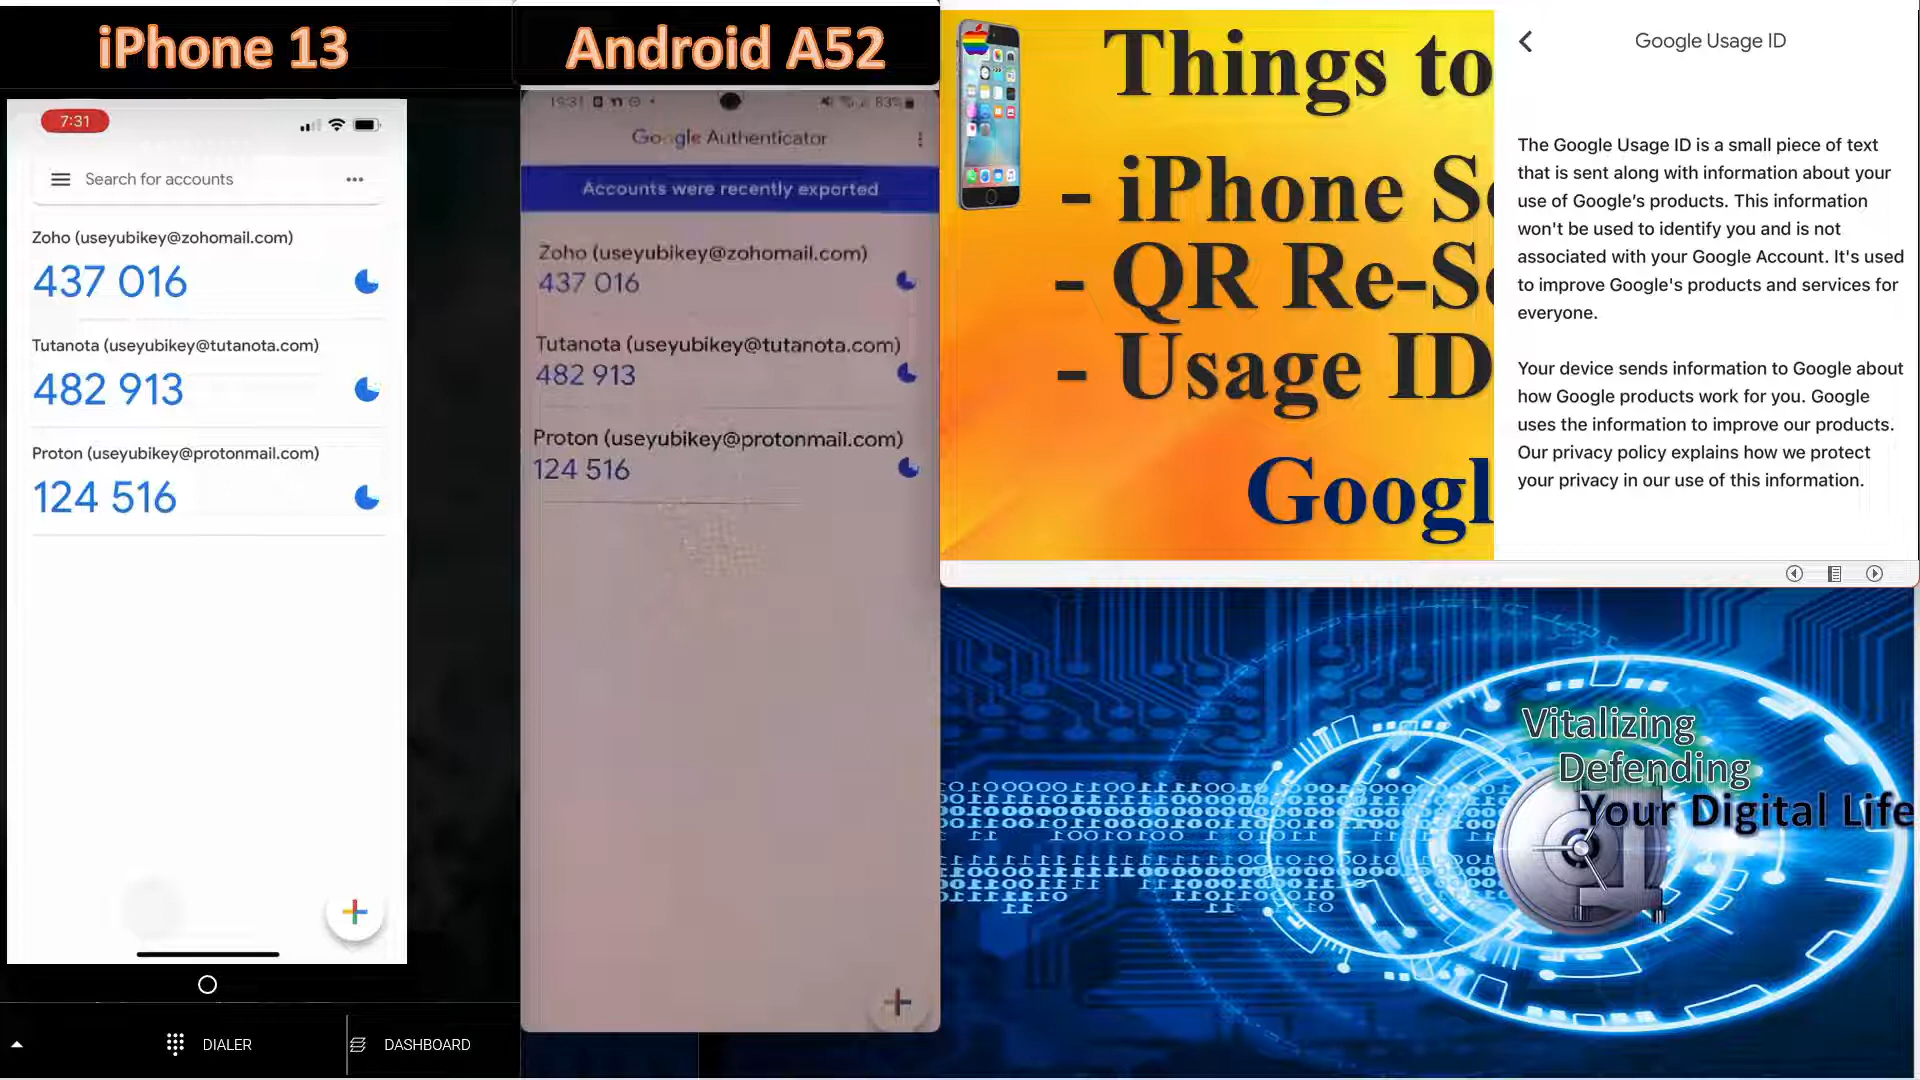 iPhone 13
7:31
Search for accounts
Zoho (useyubikey@zohomail.com)
437 016
Tutanota (useyubikey@tutanota.com)
482 913
Proton (useyubikey@protonmail.com)
124 516
DIALER
DASHBOARD
Android A52
19:31
83%
Google Authenticator
Accounts were recently exported
Zoho (useyubikey@zohomail.com)
437 016
Tutanota (useyubikey@tutanota.com)
482 913
Proton (useyubikey@protonmail.com)
124 516
Things to
- iPhone S
- QR Re-S
- Usage ID
Googl
Google Usage ID
The Google Usage ID is a small piece of text
that is sent along with information about your
use of Google's products. This information
won't be used to identify you and is not
associated with your Google Account. It's used
to improve Google's products and services for
everyone.
Your device sends information to Google about
how Google products work for you. Google
uses the information to improve our products.
Our privacy policy explains how we protect
your privacy in our use of this information.
Vitalizing
Defending
Your Digital Life